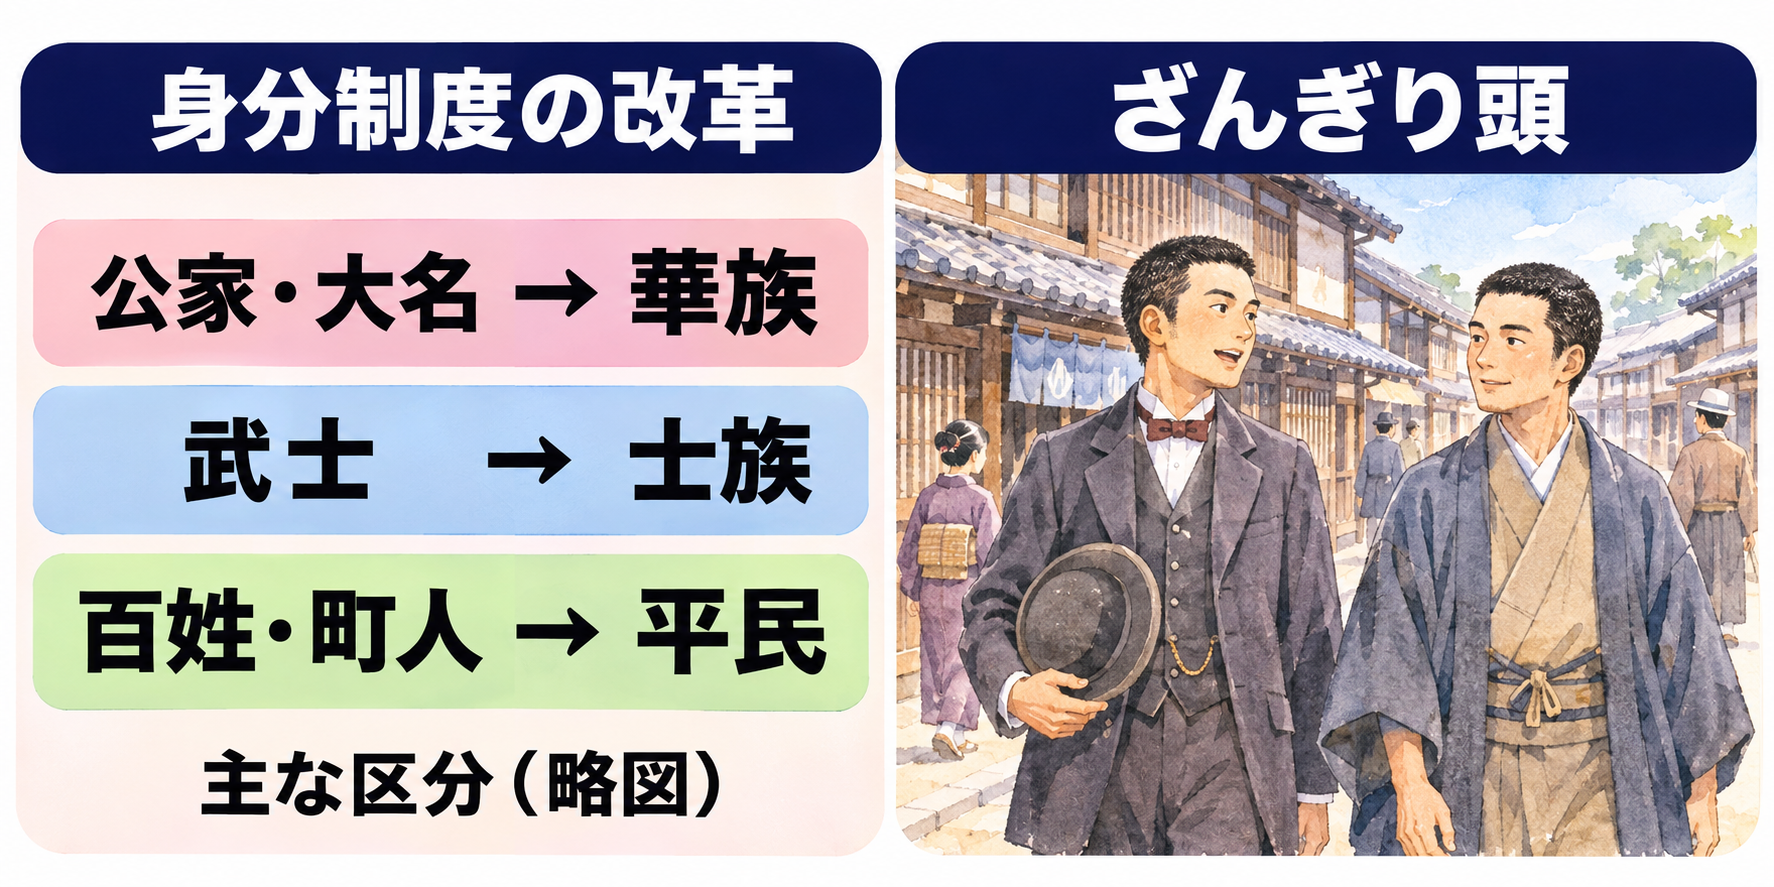 身分制度の改革
公家・大名 → 華族
武士 → 士族
百姓・町人 → 平民
主な区分(略図)
ざんぎり頭